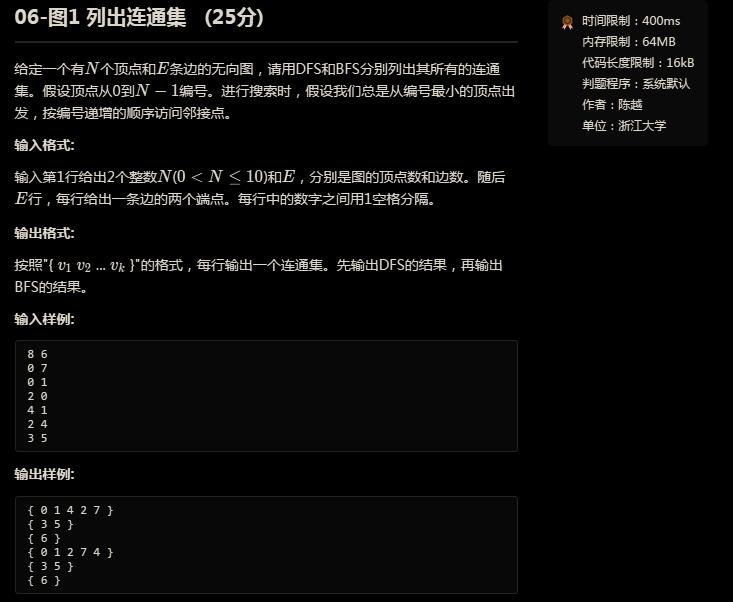 06-图1 列出连通集 （25分）
给定一个有N个顶点和E条边的无向图，请用DFS和BFS分别列出其所有的连通
集。假设顶点从0到N − 1编号。进行搜索时，假设我们总是从编号最小的顶点出
发，按编号递增的顺序访问邻接点。
输入格式:
输入第1行给出2个整数N(0 < N ≤ 10)和E，分别是图的顶点数和边数。随后
E行，每行给出一条边的两个端点。每行中的数字之间用1空格分隔。
输出格式:
按照"{ v₁ v₂ ... vₖ }"的格式，每行输出一个连通集。先输出DFS的结果，再输出
BFS的结果。
输入样例:
8 6
0 7
0 1
2 0
4 1
2 4
3 5
输出样例:
{ 0 1 4 2 7 }
{ 3 5 }
{ 6 }
{ 0 1 2 7 4 }
{ 3 5 }
{ 6 }
时间限制：400ms
内存限制：64MB
代码长度限制：16kB
判题程序：系统默认
作者：陈越
单位：浙江大学